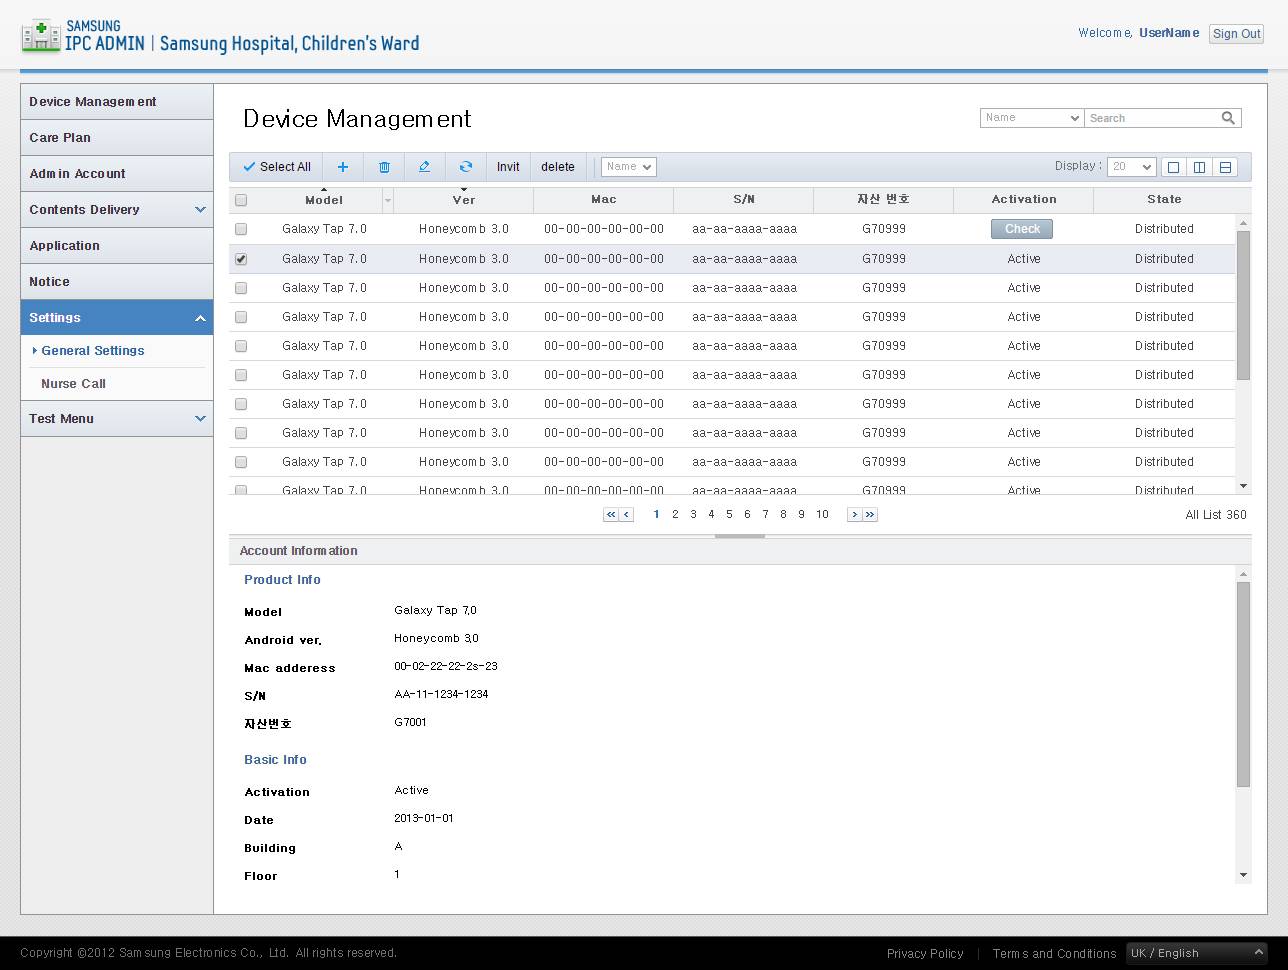 SAMSUNG
IPC ADMIN | Samsung Hospital, Children's Ward
Welcome, UserName Sign Out
Device Management
Care Plan
Admin Account
Contents Delivery
Application
Notice
Settings
General Settings
Nurse Call
Test Menu
Device Management
Name Search
Select All Invit delete Name Display : 20
Model Ver Mac S/N 자산 번호 Activation State
Galaxy Tap 7.0 Honeycomb 3.0 00-00-00-00-00-00 aa-aa-aaaa-aaaa G70999 Check Distributed
Galaxy Tap 7.0 Honeycomb 3.0 00-00-00-00-00-00 aa-aa-aaaa-aaaa G70999 Active Distributed
Galaxy Tap 7.0 Honeycomb 3.0 00-00-00-00-00-00 aa-aa-aaaa-aaaa G70999 Active Distributed
Galaxy Tap 7.0 Honeycomb 3.0 00-00-00-00-00-00 aa-aa-aaaa-aaaa G70999 Active Distributed
Galaxy Tap 7.0 Honeycomb 3.0 00-00-00-00-00-00 aa-aa-aaaa-aaaa G70999 Active Distributed
Galaxy Tap 7.0 Honeycomb 3.0 00-00-00-00-00-00 aa-aa-aaaa-aaaa G70999 Active Distributed
Galaxy Tap 7.0 Honeycomb 3.0 00-00-00-00-00-00 aa-aa-aaaa-aaaa G70999 Active Distributed
Galaxy Tap 7.0 Honeycomb 3.0 00-00-00-00-00-00 aa-aa-aaaa-aaaa G70999 Active Distributed
Galaxy Tap 7.0 Honeycomb 3.0 00-00-00-00-00-00 aa-aa-aaaa-aaaa G70999 Active Distributed
Galaxy Tap 7.0 Honeycomb 3.0 00-00-00-00-00-00 aa-aa-aaaa-aaaa G70999 Active Distributed
« ‹ 1 2 3 4 5 6 7 8 9 10 › » All List 360
Account Information
Product Info
Model Galaxy Tap 7.0
Android ver. Honeycomb 3.0
Mac adderess 00-02-22-22-2s-23
S/N AA-11-1234-1234
자산번호 G7001
Basic Info
Activation Active
Date 2013-01-01
Building A
Floor 1
Copyright ©2012 Samsung Electronics Co., Ltd. All rights reserved.
Privacy Policy | Terms and Conditions UK / English